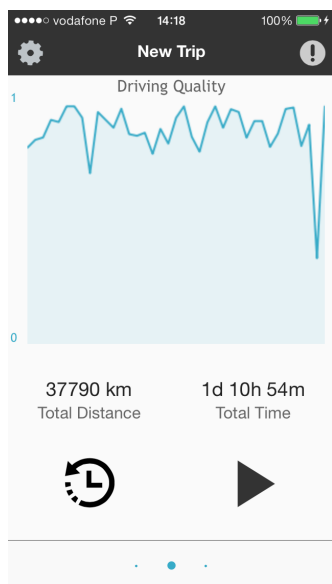 vodafone P 14:18 100%
New Trip
Driving Quality
1
0
37790 km 1d 10h 54m
Total Distance Total Time